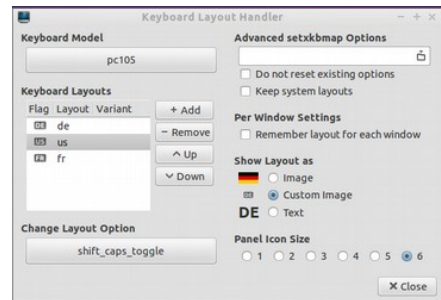 Keyboard Layout Handler
Keyboard Model
pc105
Keyboard Layouts
Flag Layout Variant
DE de
US us
FR fr
+ Add
− Remove
Up
Down
Change Layout Option
shift_caps_toggle
Advanced setxkbmap Options
Do not reset existing options
Keep system layouts
Per Window Settings
Remember layout for each window
Show Layout as
Image
DE Custom Image
DE Text
Panel Icon Size
1 2 3 4 5 6
Close